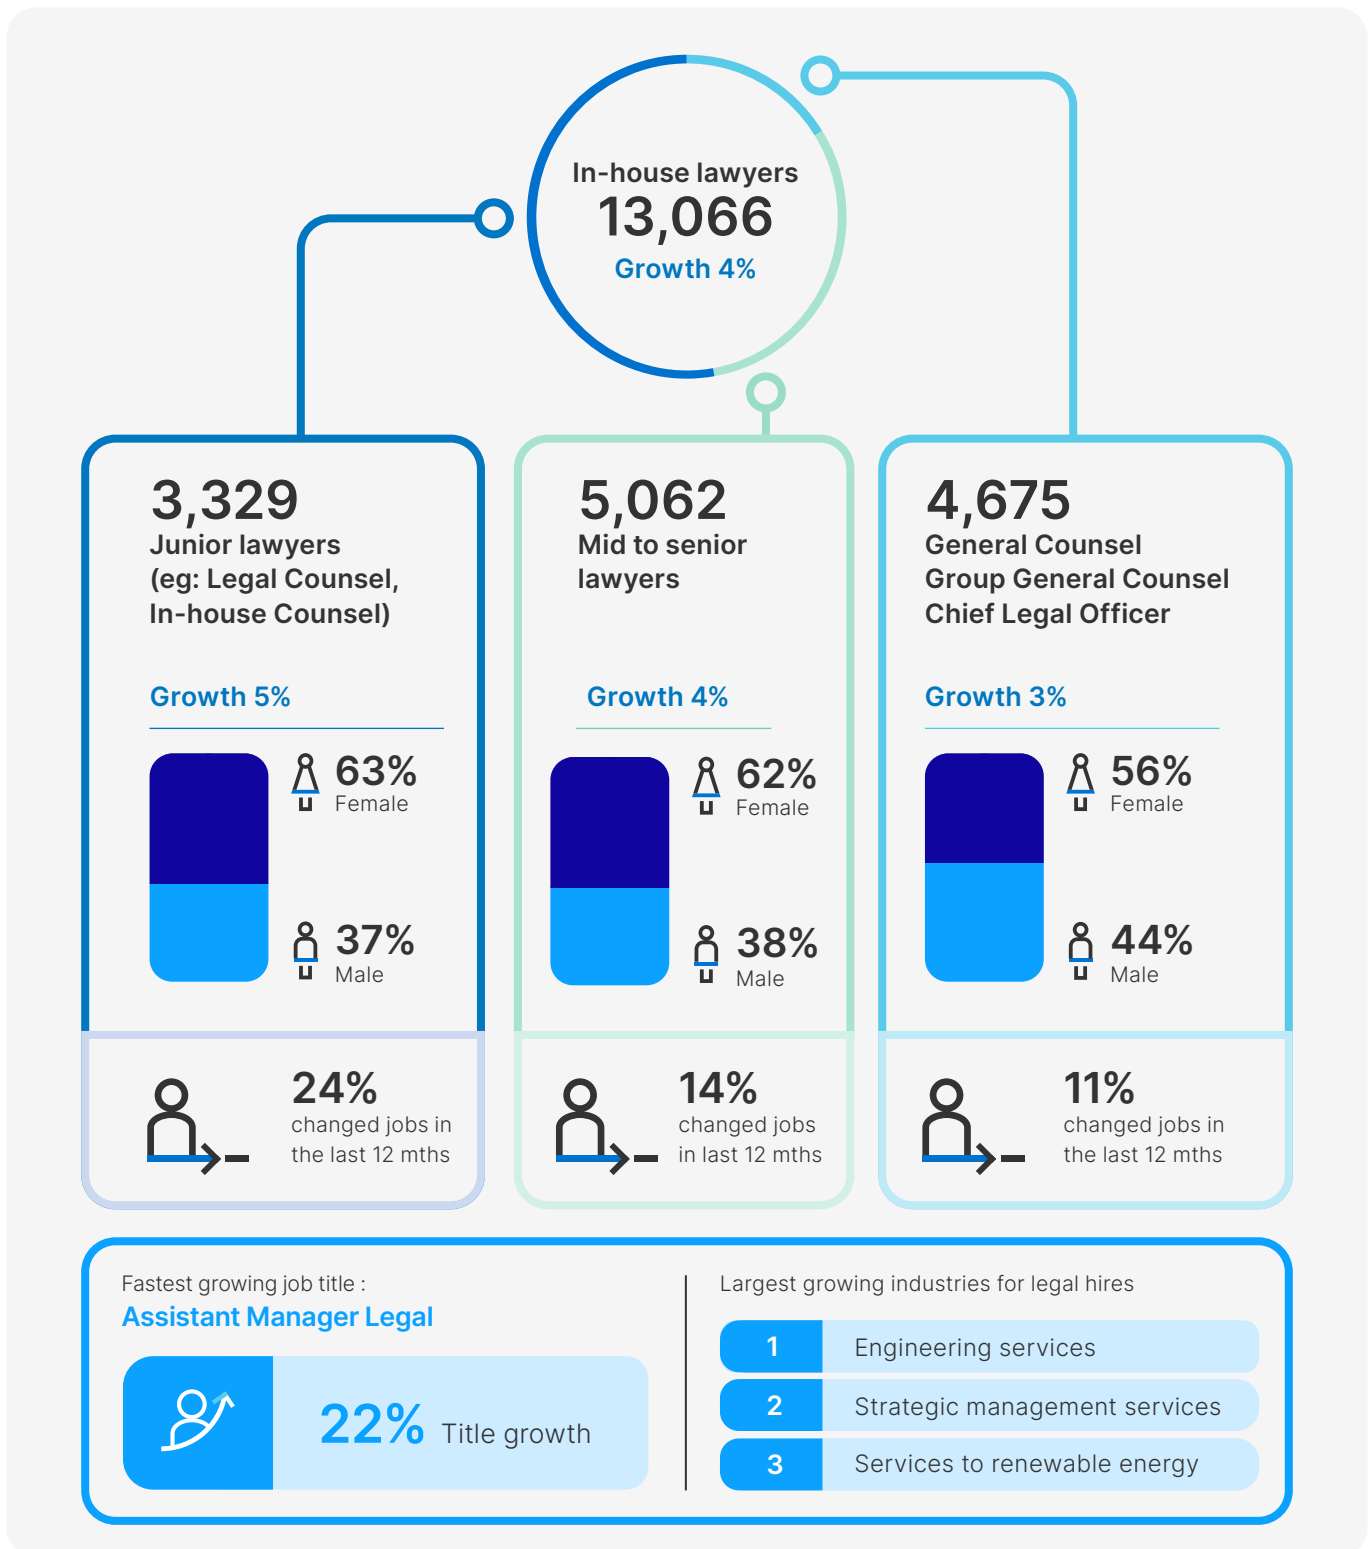 In-house lawyers
13,066
Growth 4%
3,329
Junior lawyers
(eg: Legal Counsel,
In-house Counsel)
Growth 5%
63%
Female
37%
Male
24%
changed jobs in
the last 12 mths
5,062
Mid to senior
lawyers
Growth 4%
62%
Female
38%
Male
14%
changed jobs
in last 12 mths
4,675
General Counsel
Group General Counsel
Chief Legal Officer
Growth 3%
56%
Female
44%
Male
11%
changed jobs in
the last 12 mths
Fastest growing job title :
Assistant Manager Legal
22% Title growth
Largest growing industries for legal hires
1 Engineering services
2 Strategic management services
3 Services to renewable energy